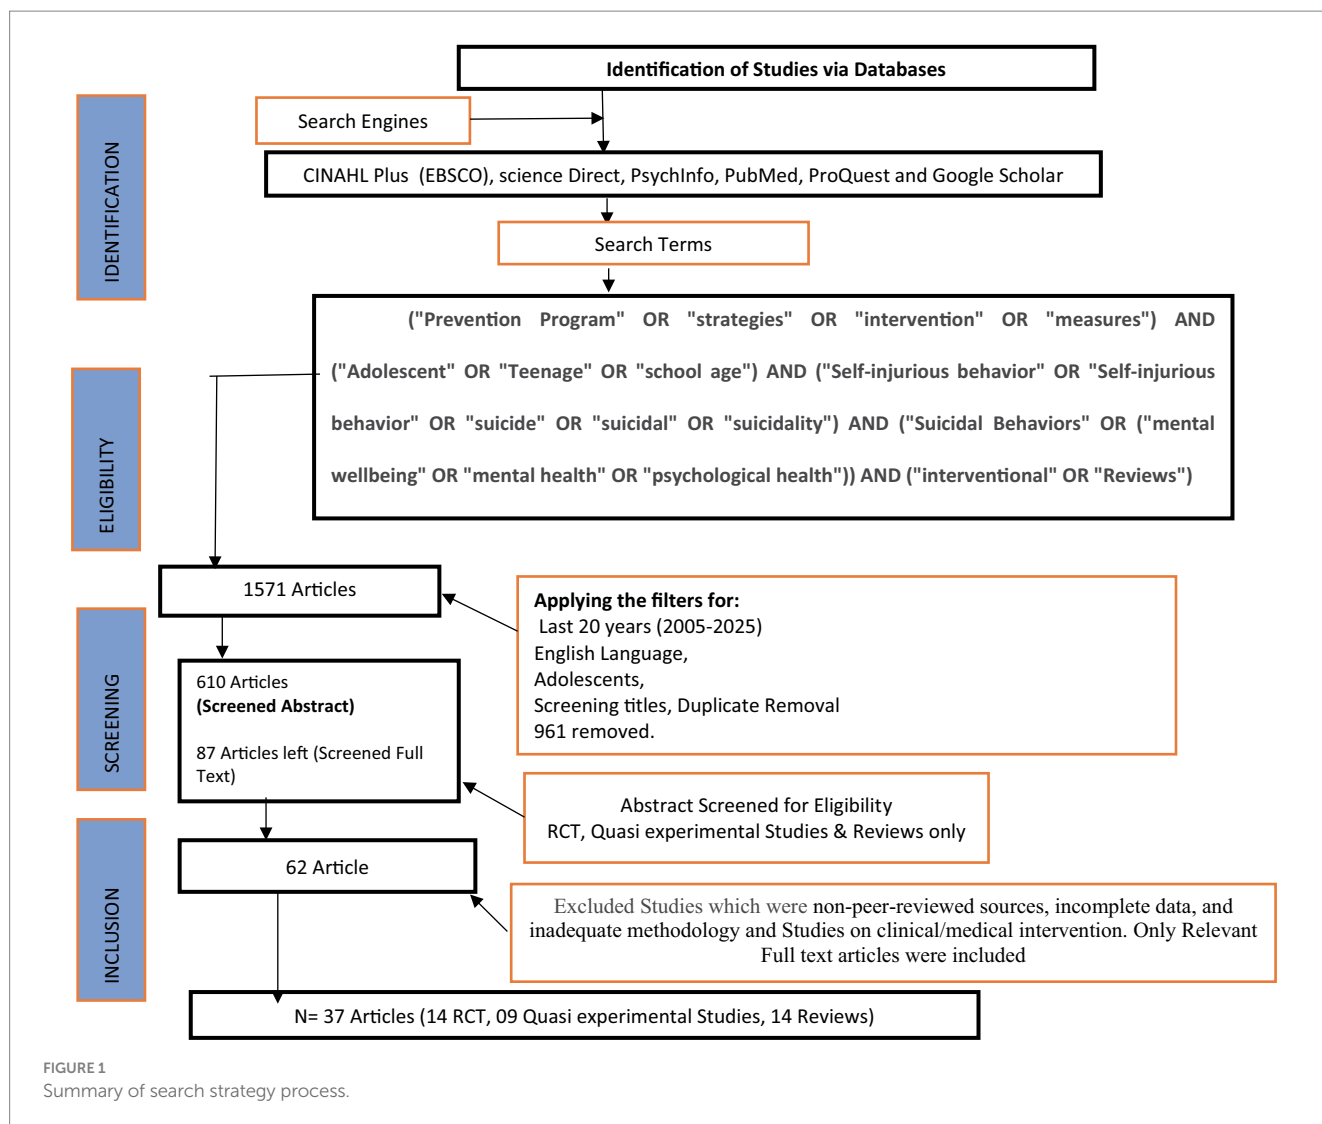 Identification of Studies via Databases
IDENTIFICATION
Search Engines
CINAHL Plus (EBSCO), science Direct, PsychInfo, PubMed, ProQuest and Google Scholar
Search Terms
("Prevention Program" OR "strategies" OR "intervention" OR "measures") AND
("Adolescent" OR "Teenage" OR "school age") AND ("Self-injurious behavior" OR "Self-injurious
behavior" OR "suicide" OR "suicidal" OR "suicidality") AND ("Suicidal Behaviors" OR ("mental
wellbeing" OR "mental health" OR "psychological health")) AND ("interventional" OR "Reviews")
ELIGIBILITY
1571 Articles
Applying the filters for:
Last 20 years (2005-2025)
English Language,
Adolescents,
Screening titles, Duplicate Removal
961 removed.
SCREENING
610 Articles
(Screened Abstract)
87 Articles left (Screened Full
Text)
Abstract Screened for Eligibility
RCT, Quasi experimental Studies & Reviews only
INCLUSION
62 Article
Excluded Studies which were non-peer-reviewed sources, incomplete data, and
inadequate methodology and Studies on clinical/medical intervention. Only Relevant
Full text articles were included
N= 37 Articles (14 RCT, 09 Quasi experimental Studies, 14 Reviews)
FIGURE 1
Summary of search strategy process.